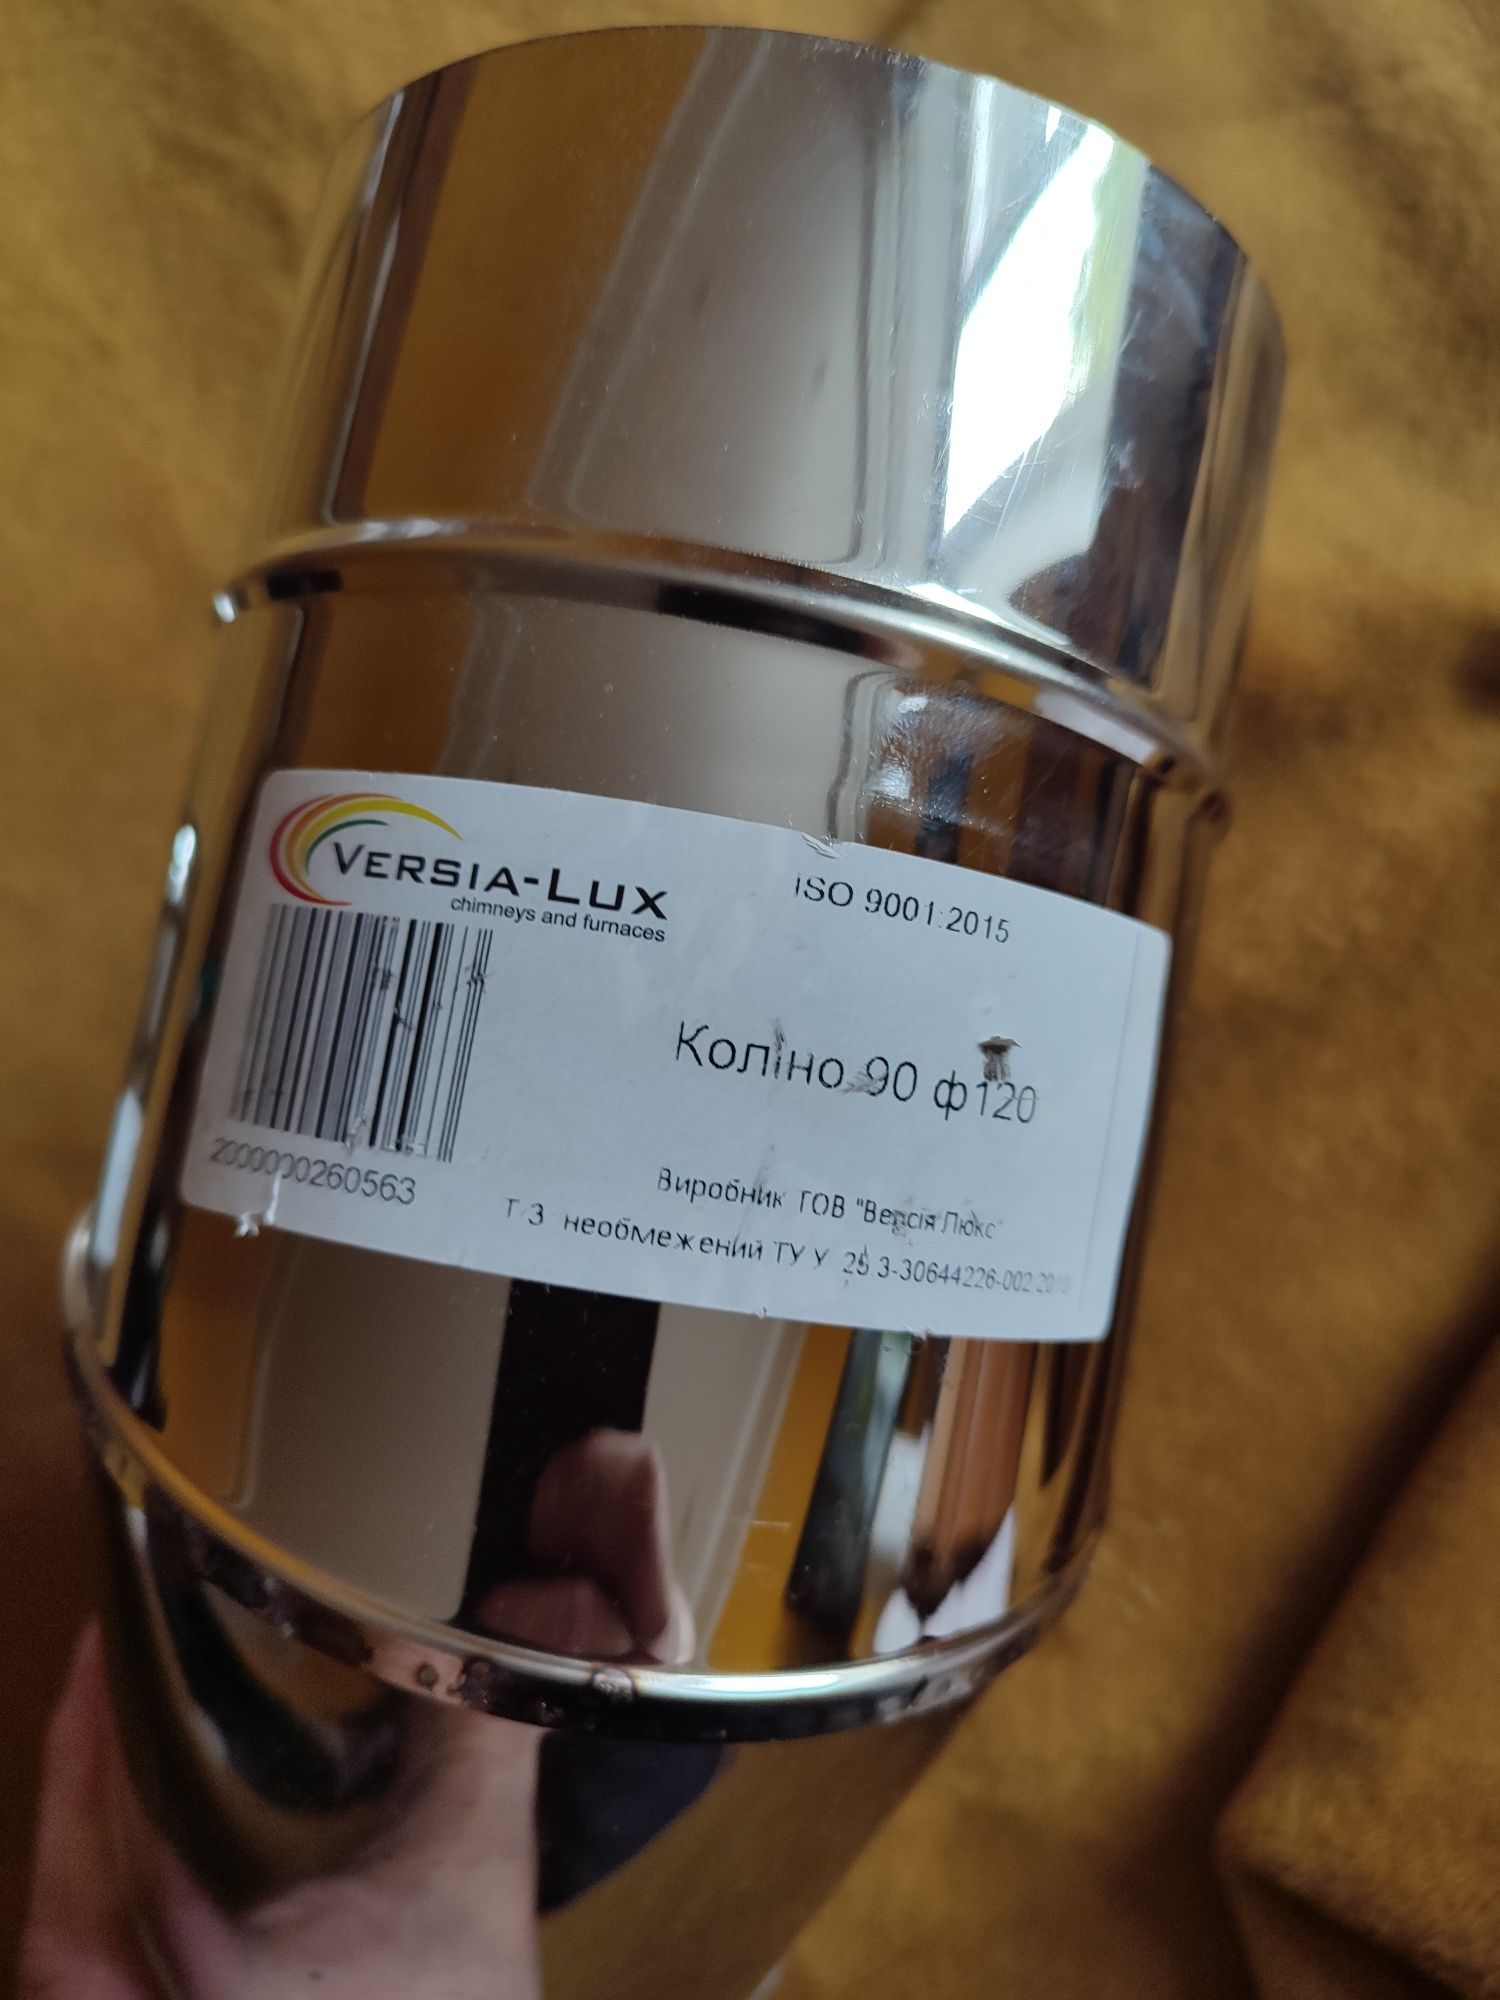 VERSIA-LUX
chimneys and furnaces
ISO 9001:2015
Коліно 90 ф120
2000000260563
Виробник ТОВ "Версія Люкс"
Т З необмежений ТУ У 25.3-30644226-002:2019